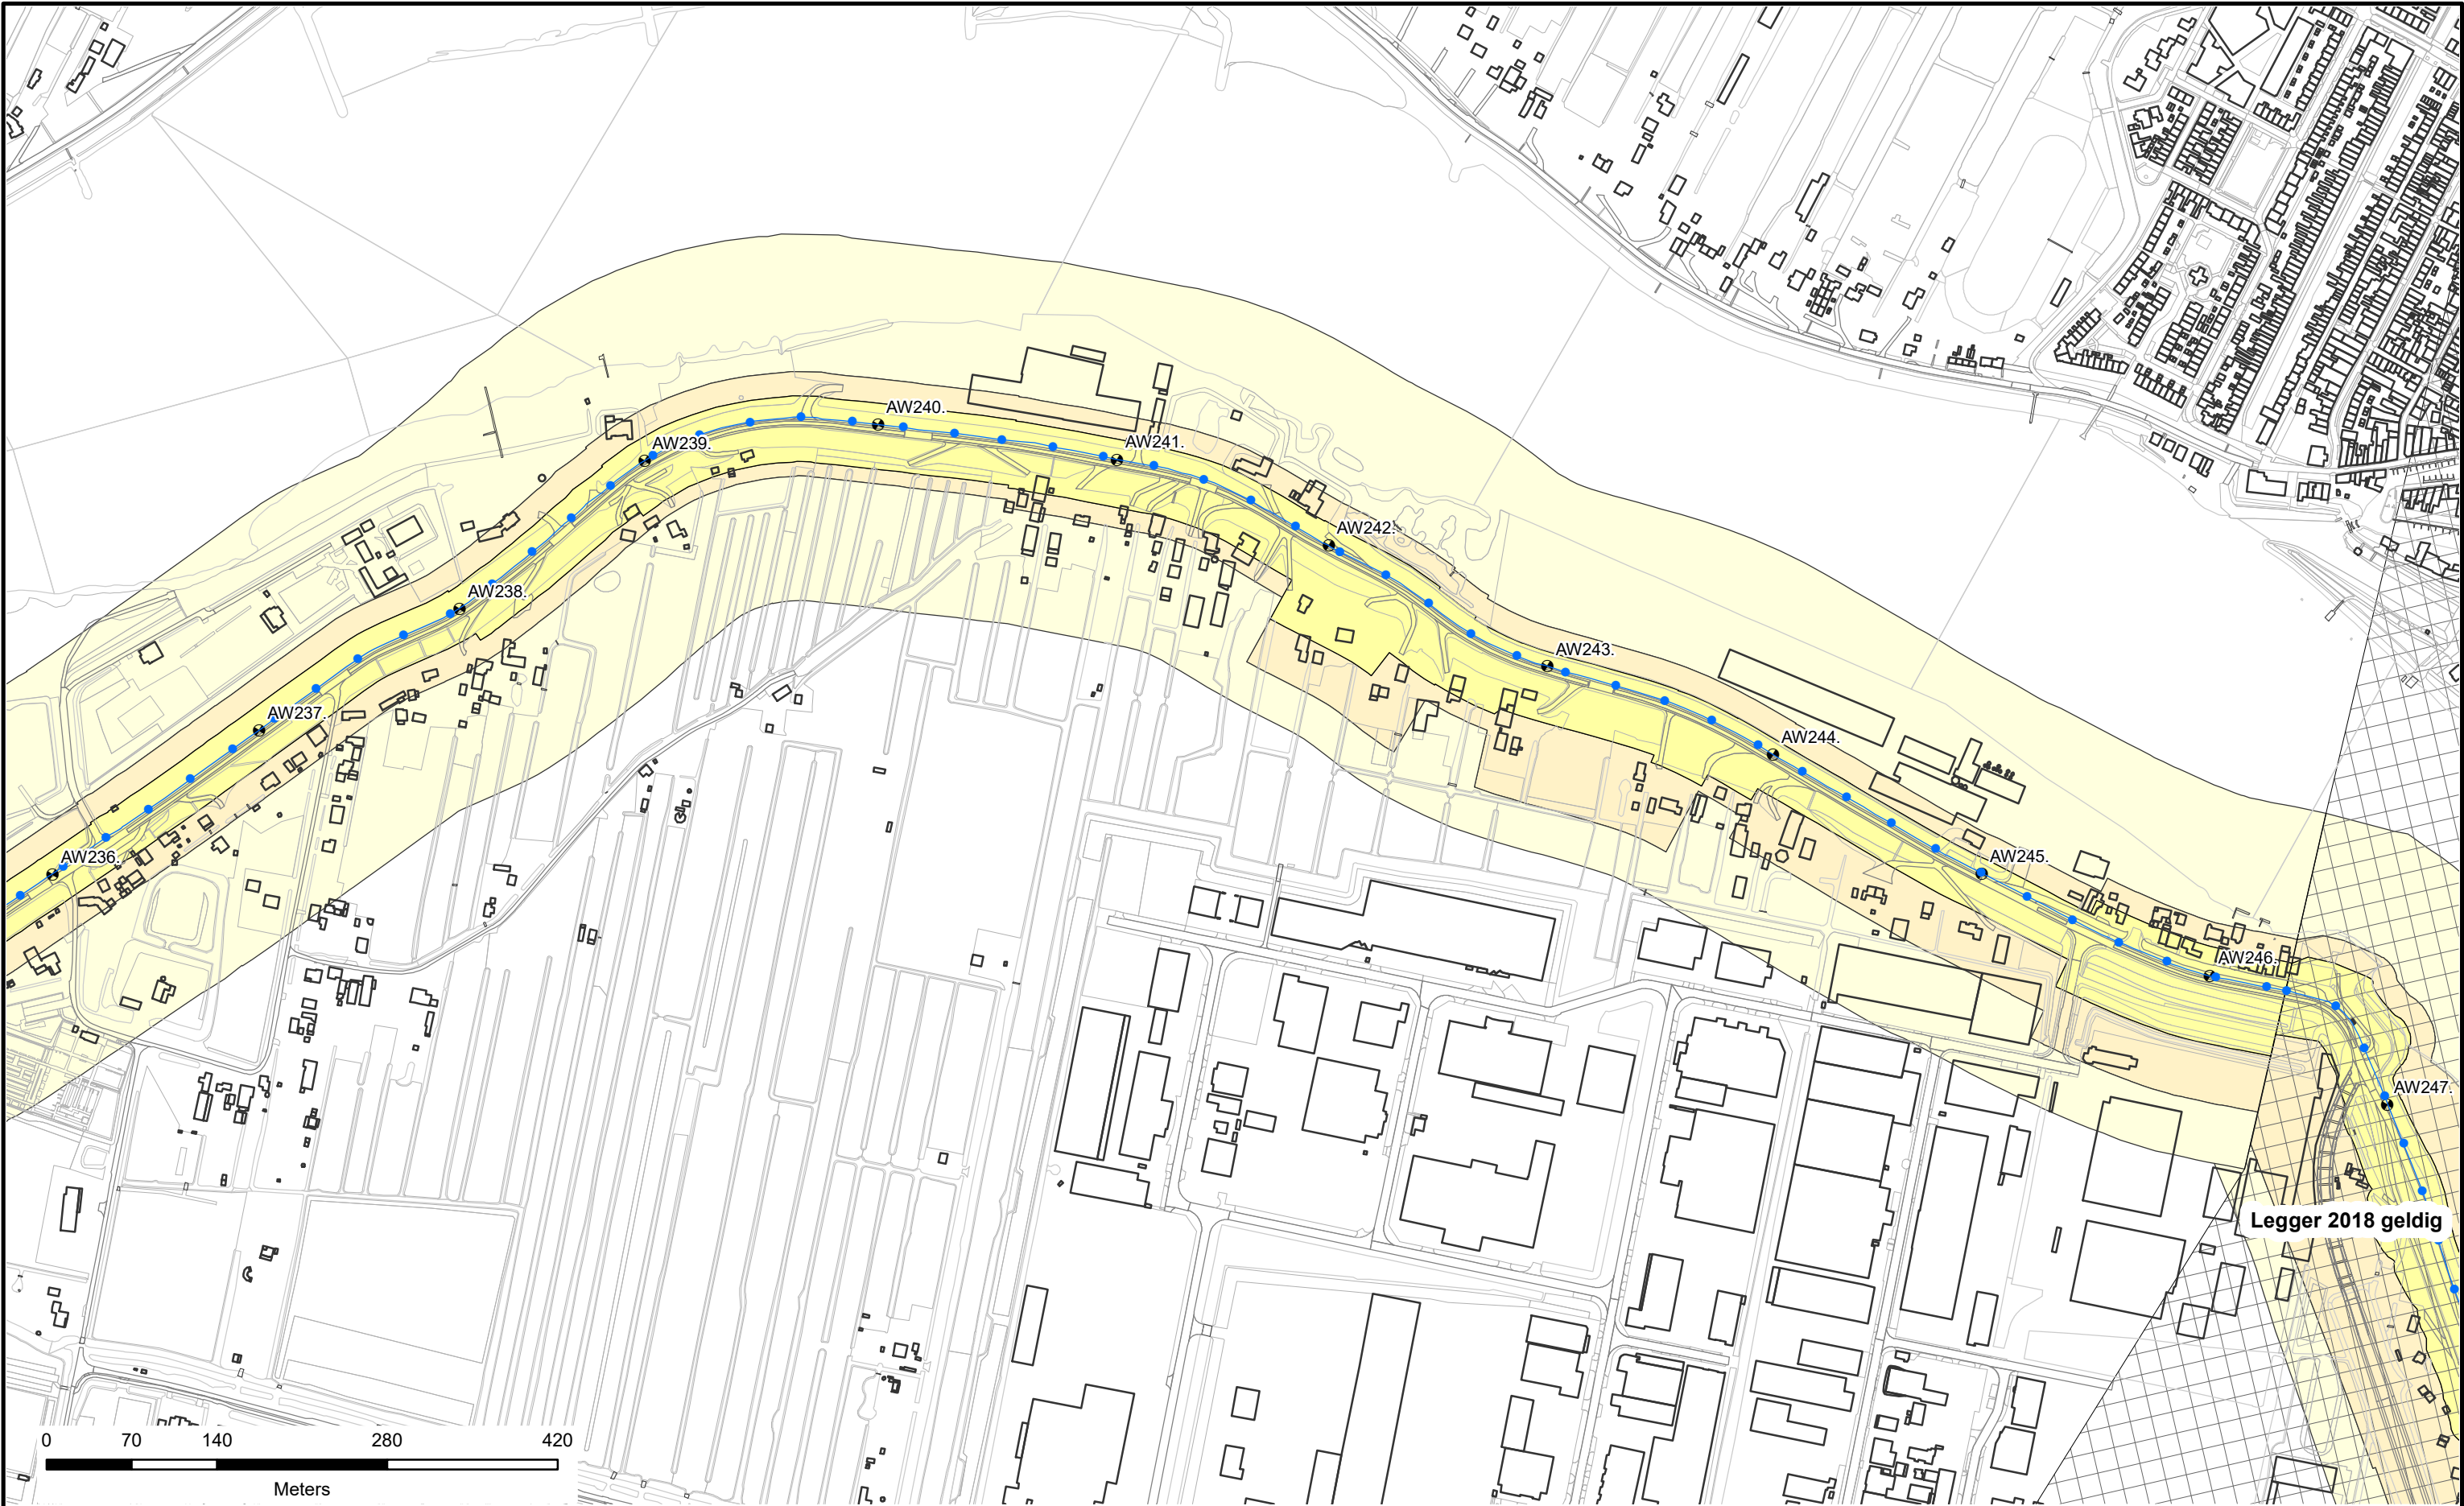 AW240.
AW239.
AW241.
AW242.
AW238.
AW243.
AW237.
AW244.
AW236.
AW245.
AW246.
AW247.
Legger 2018 geldig
0 70 140 280 420
Meters